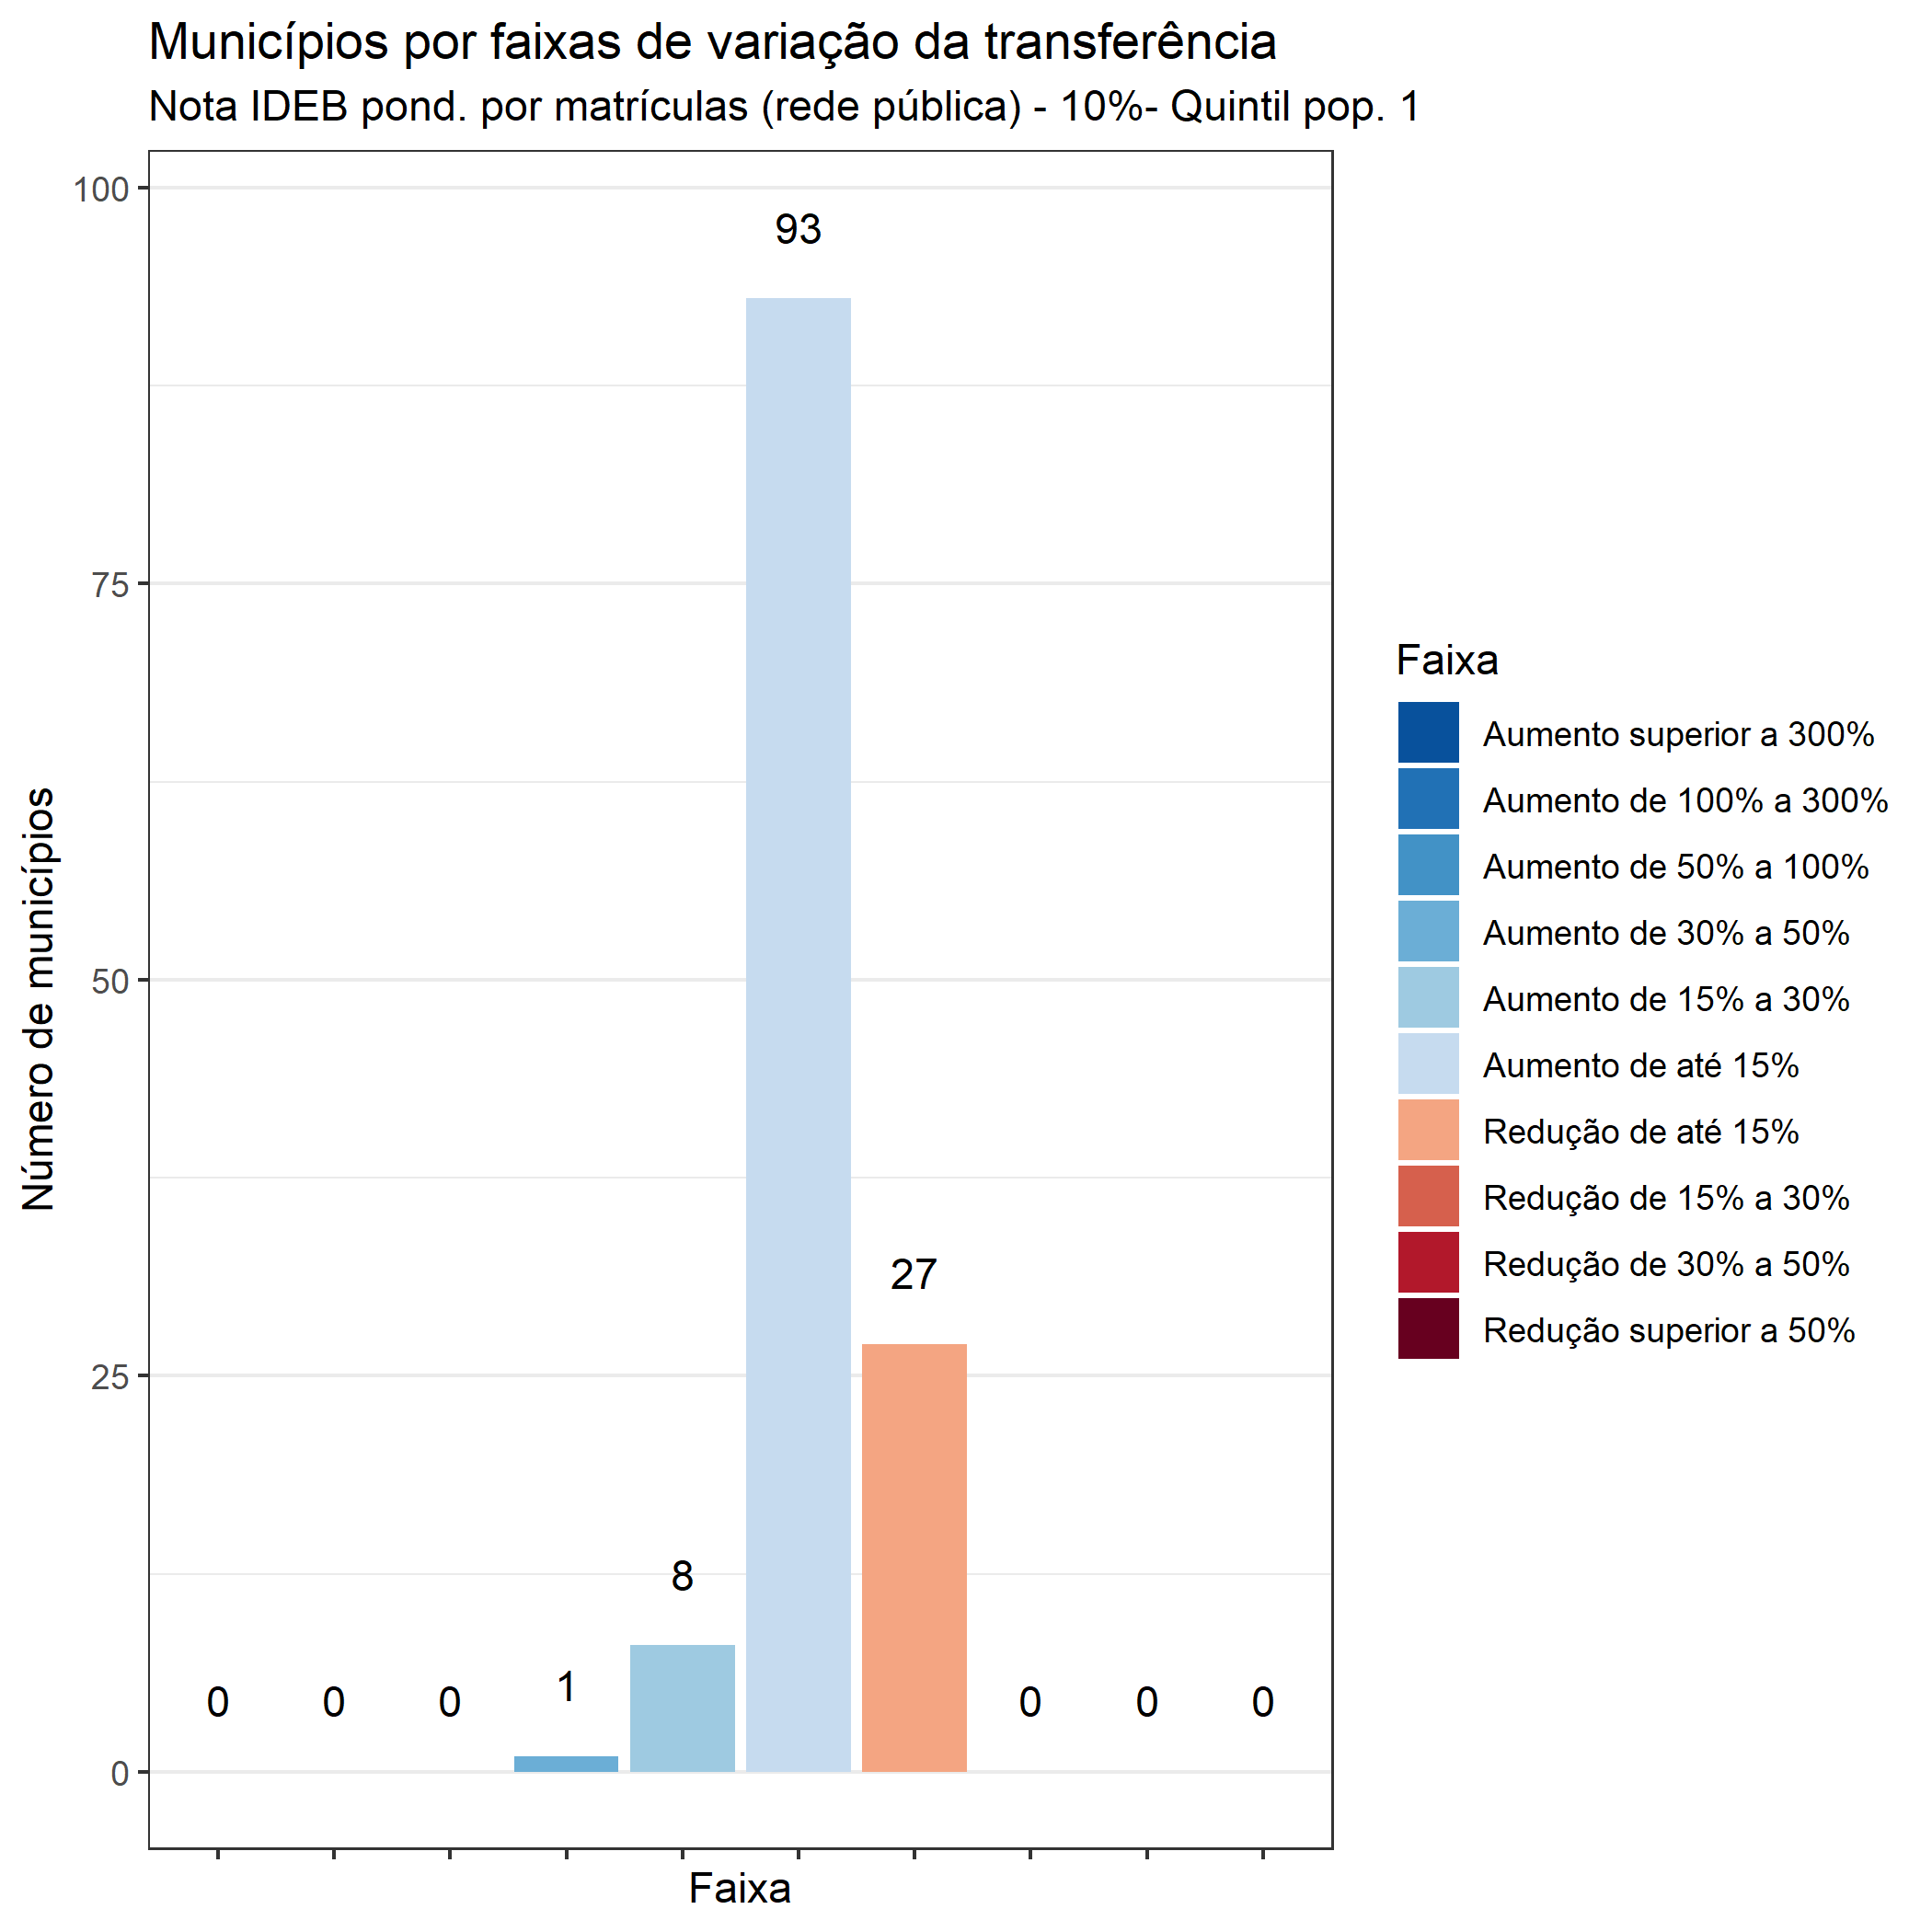 Municípios por faixas de variação da transferência
Nota IDEB pond. por matrículas (rede pública) - 10%- Quintil pop. 1
Número de municípios
100
75
50
25
0
93
27
8
1
0 0 0 0 0 0
Faixa
Faixa
Aumento superior a 300%
Aumento de 100% a 300%
Aumento de 50% a 100%
Aumento de 30% a 50%
Aumento de 15% a 30%
Aumento de até 15%
Redução de até 15%
Redução de 15% a 30%
Redução de 30% a 50%
Redução superior a 50%